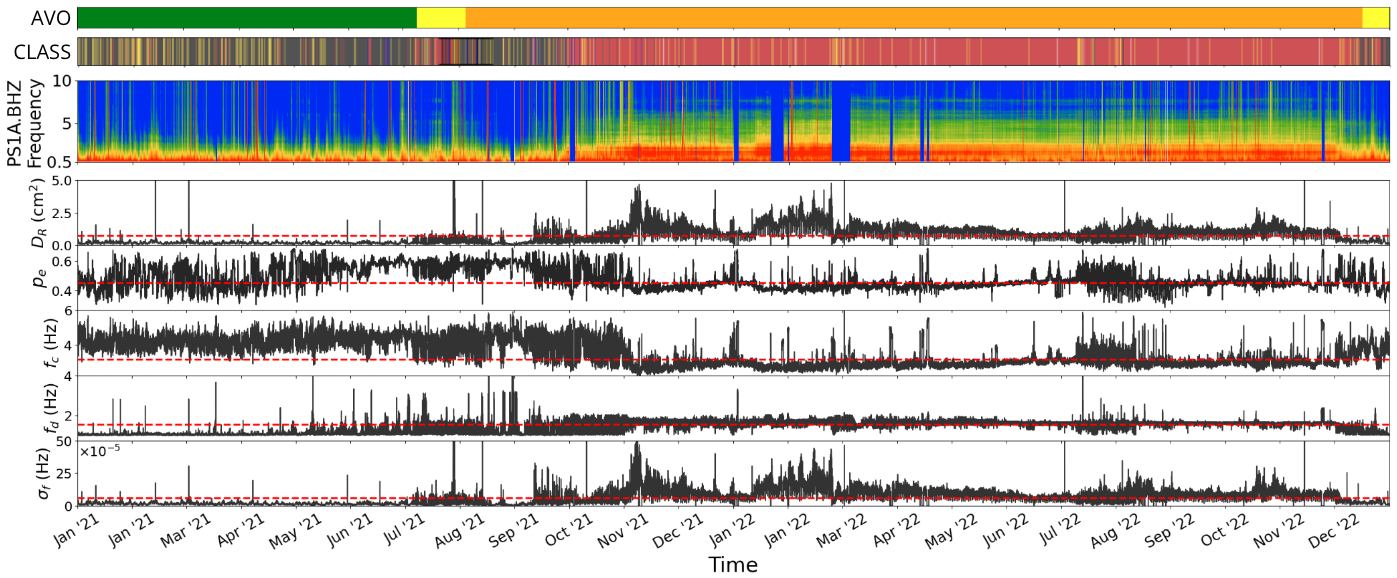 AVO
CLASS
PS1A.BHZ
Frequency
10
5
0.5
D_R (cm²)
5.0
2.5
0.0
p_e
0.6
0.4
f_c (Hz)
6
4
f_d (Hz)
4
2
σ_f (Hz)
×10⁻⁵
50
25
0
Jan '21
Jan '21
Mar '21
Apr '21
May '21
Jun '21
Jul '21
Aug '21
Sep '21
Oct '21
Nov '21
Dec '21
Jan '22
Jan '22
Mar '22
Apr '22
May '22
Jun '22
Jul '22
Aug '22
Sep '22
Oct '22
Nov '22
Dec '22
Time